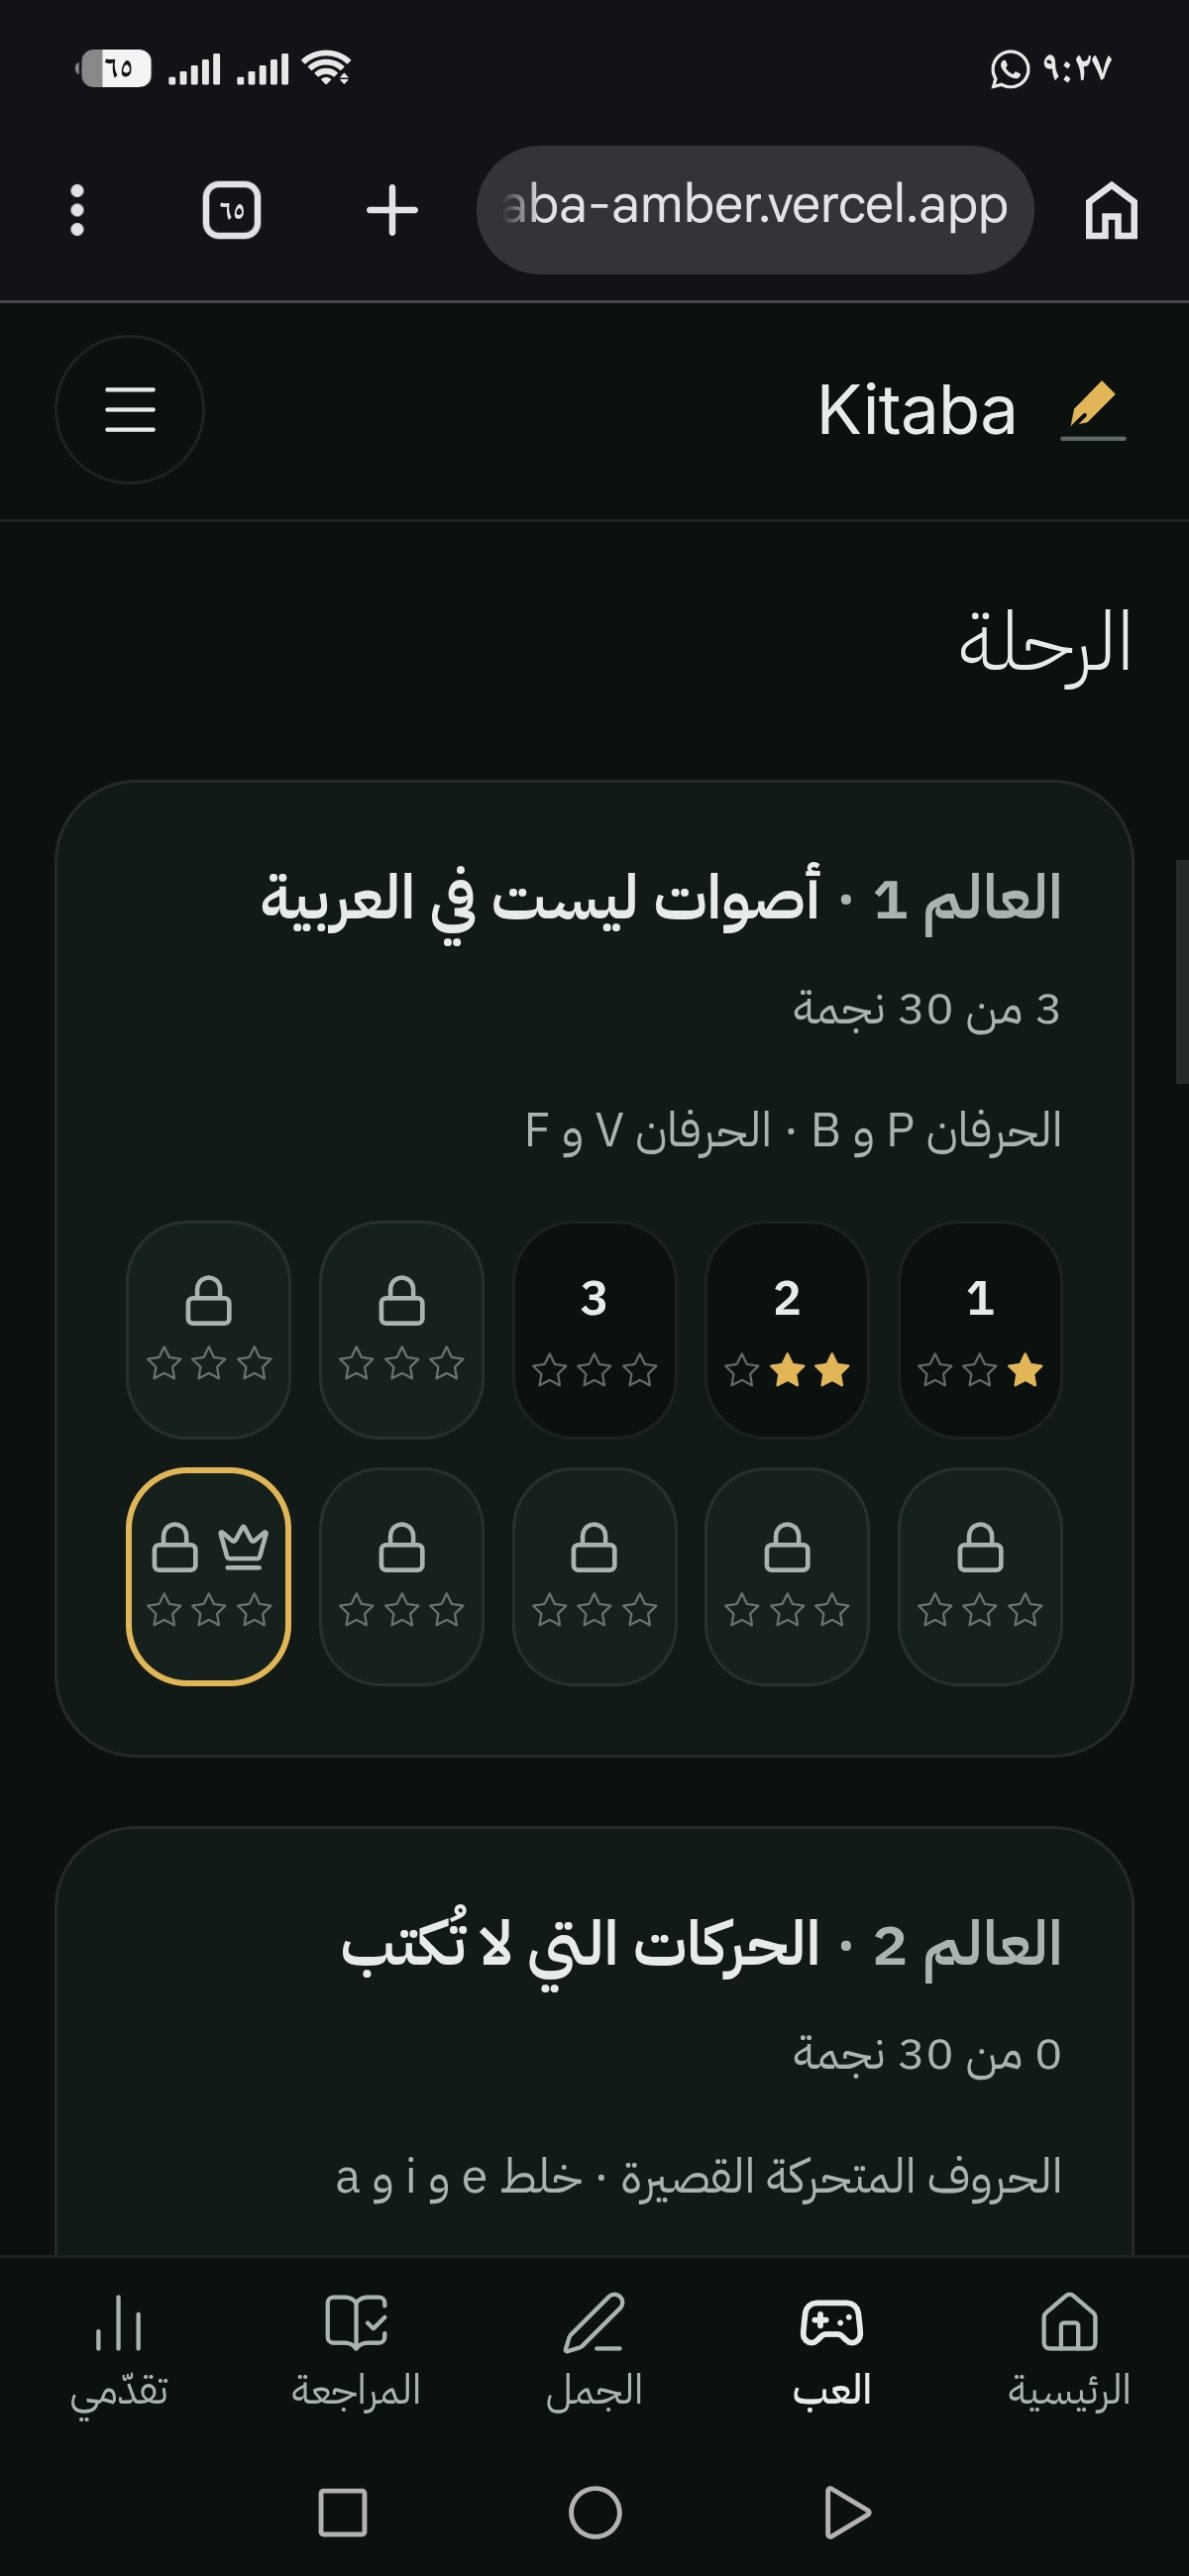 ٩:٢٧
٦٥
aba-amber.vercel.app
٦٥
Kitaba
الرحلة
العالم 1 · أصوات ليست في العربية
3 من 30 نجمة
الحرفان P و B · الحرفان V و F
1 2 3
العالم 2 · الحركات التي لا تُكتب
0 من 30 نجمة
الحروف المتحركة القصيرة · خلط e و i و a
الرئيسية العب الجمل المراجعة تقدّمي